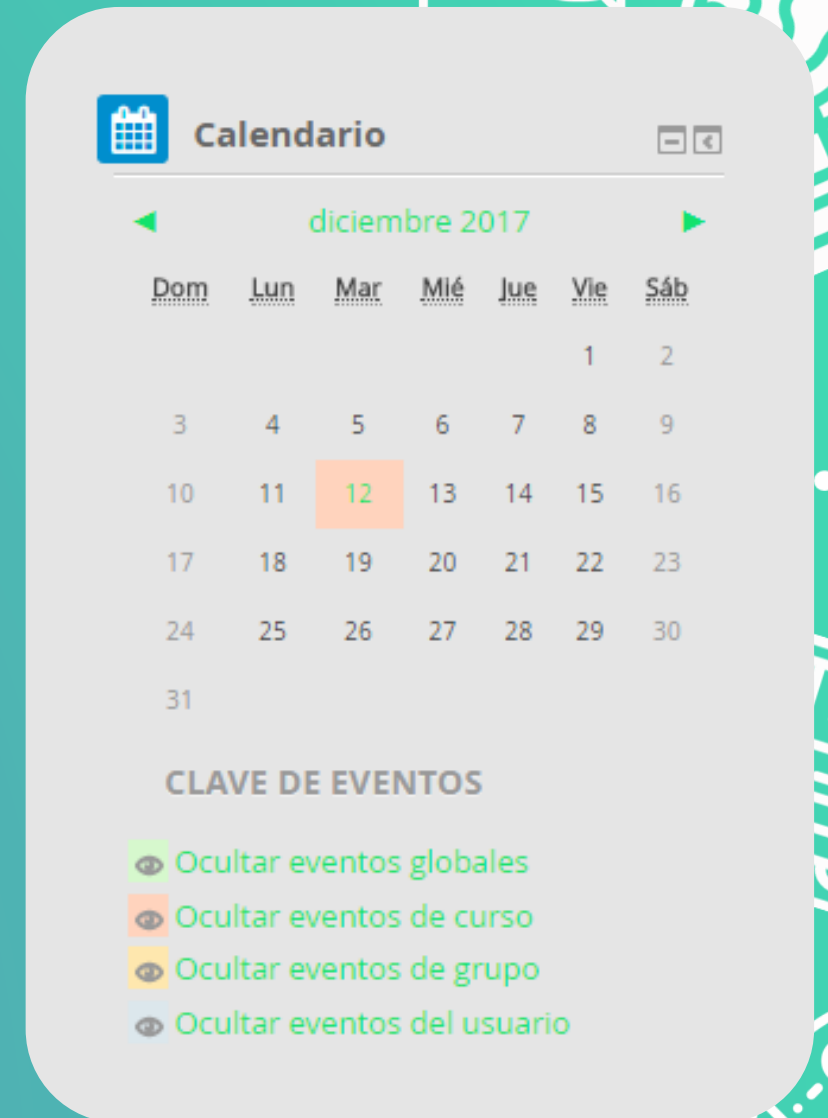 Calendario
diciembre 2017
Dom Lun Mar Mié Jue Vie Sáb
1 2
3 4 5 6 7 8 9
10 11 12 13 14 15 16
17 18 19 20 21 22 23
24 25 26 27 28 29 30
31
CLAVE DE EVENTOS
Ocultar eventos globales
Ocultar eventos de curso
Ocultar eventos de grupo
Ocultar eventos del usuario